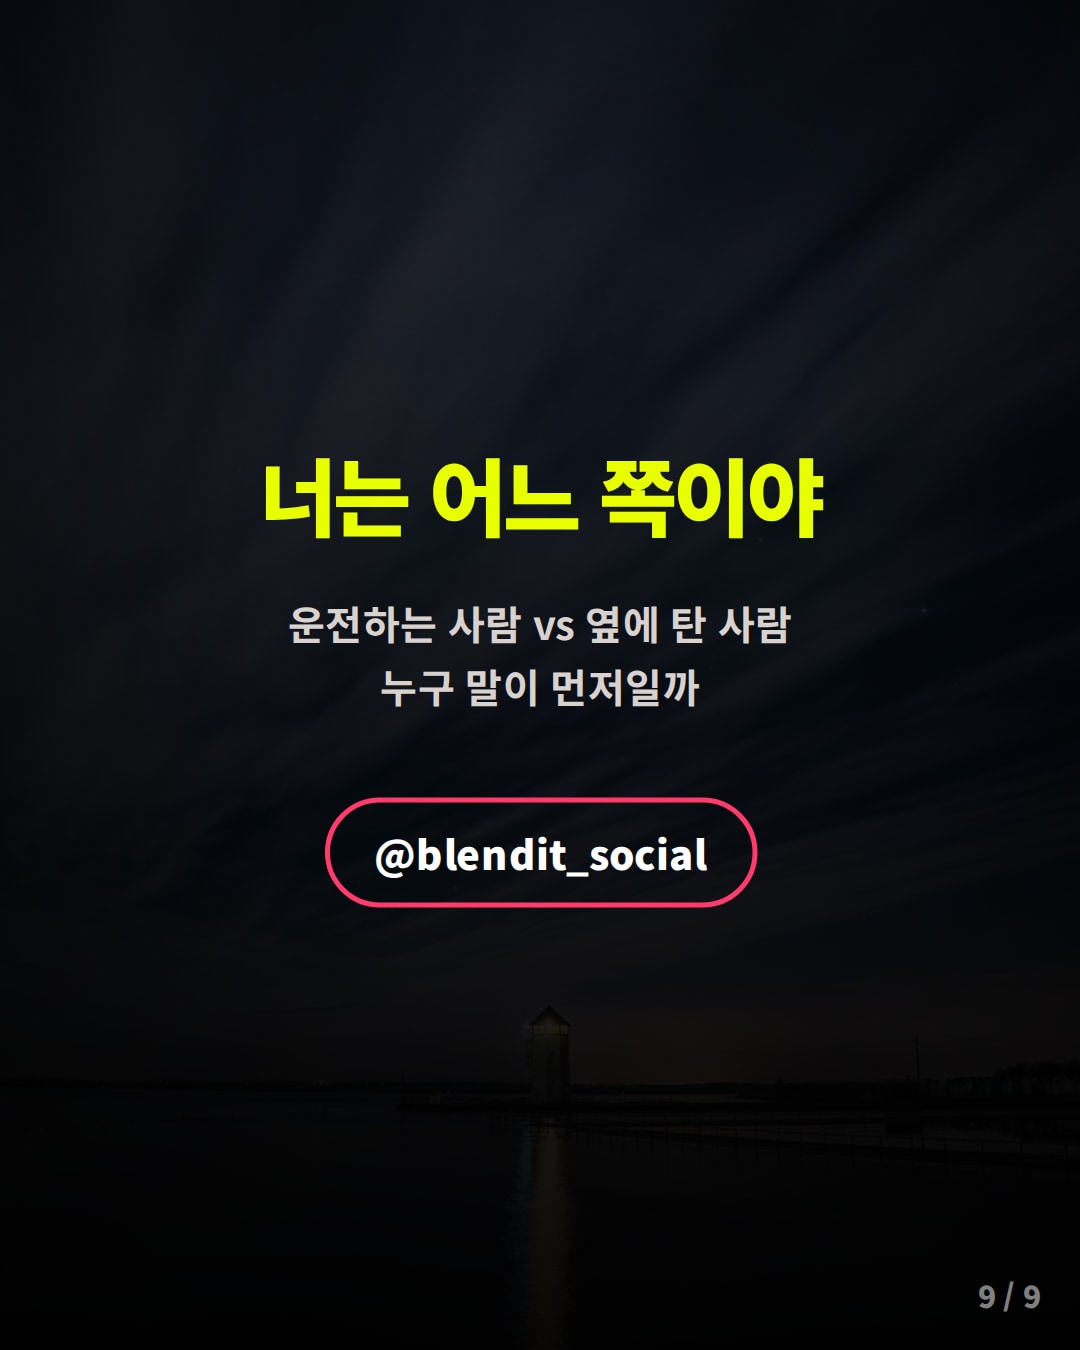 너는 어느 쪽이야
운전하는 사람 vs 옆에 탄 사람
누구 말이 먼저일까
@blendit_social
9 / 9